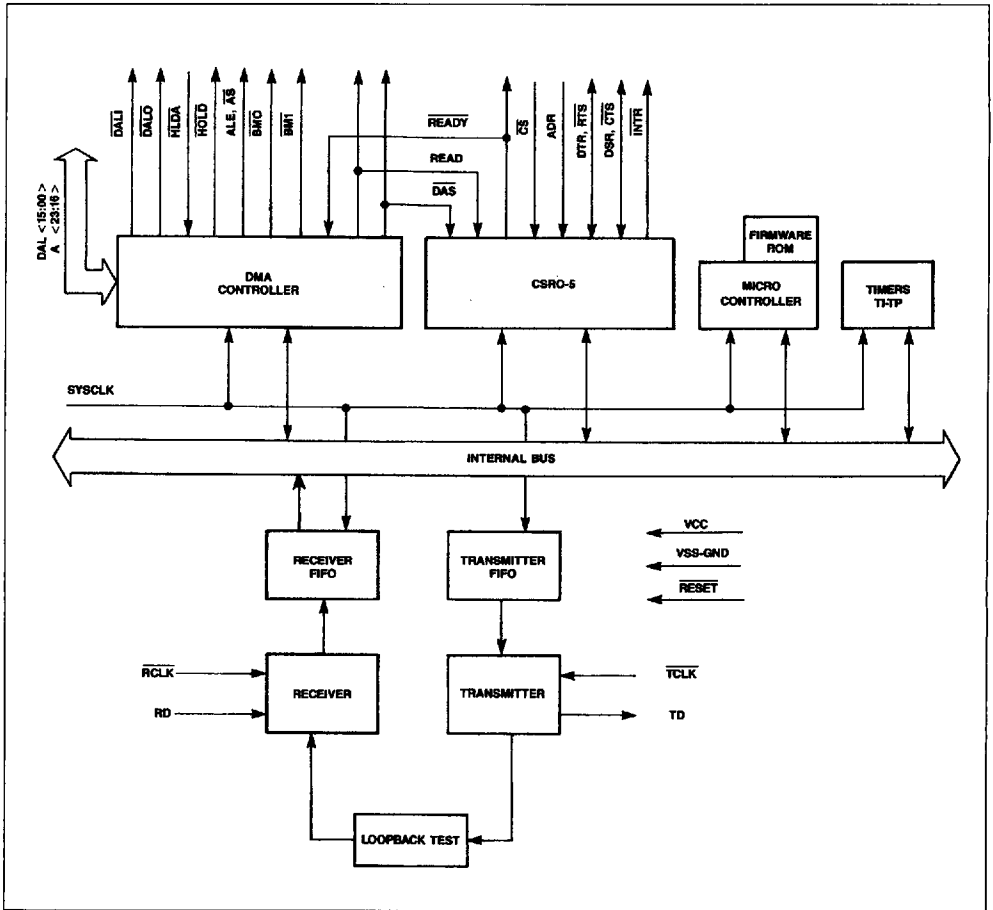 DALI
DALO
HLDA
HOLD
ALE, AS
BMO
BM1
READY
READ
DAS
CS
ADR
DTR, RTS
DSR, CTS
INTR
DAL <15:00>
A <23:16>
DMA
CONTROLLER
CSRO-5
FIRMWARE
ROM
MICRO
CONTROLLER
TIMERS
TI-TP
SYSCLK
INTERNAL BUS
RECEIVER
FIFO
TRANSMITTER
FIFO
VCC
VSS-GND
RESET
RCLK
RD
RECEIVER
TRANSMITTER
TCLK
TD
LOOPBACK TEST